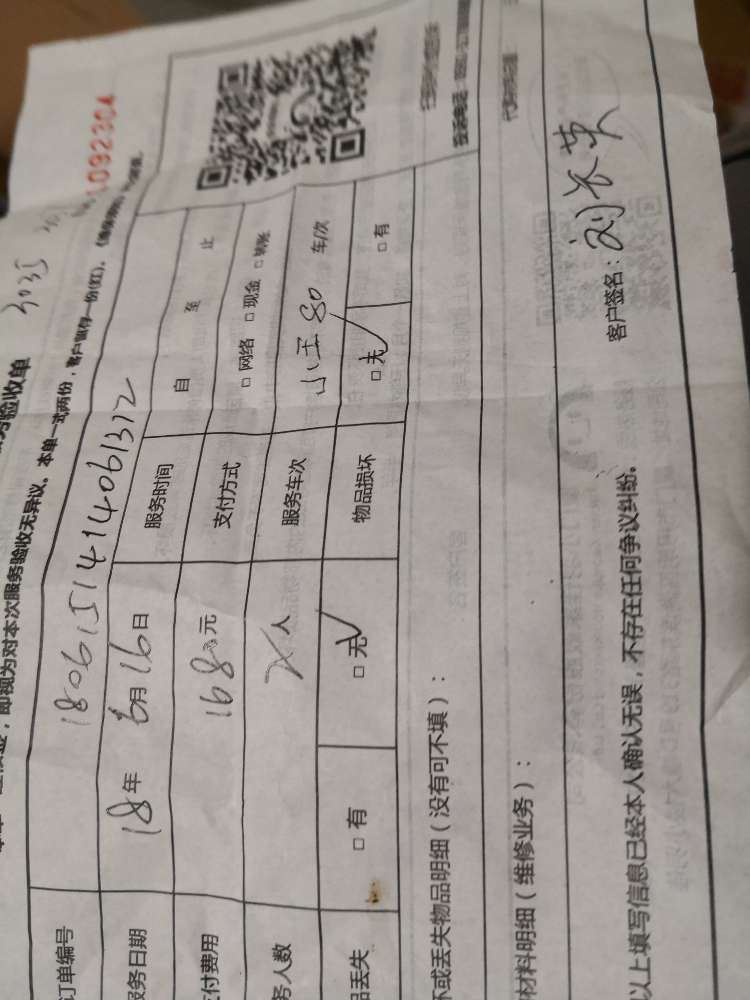 1092304
务验收单
即视为对本次服务验收无异议。本单一式两份，客户留存一份(红)。
订单编号 1806151414061312
服务日期 18年 6月16日 服务时间 自 至 止
支付费用 168元 支付方式 □ 网络 □ 现金 □ 转账
务人数 2人 服务车次 小王80 车/次
品丢失 □ 有 □ 无 物品损坏 □ 无 □ 有
坏或丢失物品明细（没有可不填）：
材料明细（维修业务）：
以上填写信息已经本人确认无误，不存在任何争议纠纷。 客户签名：刘长英